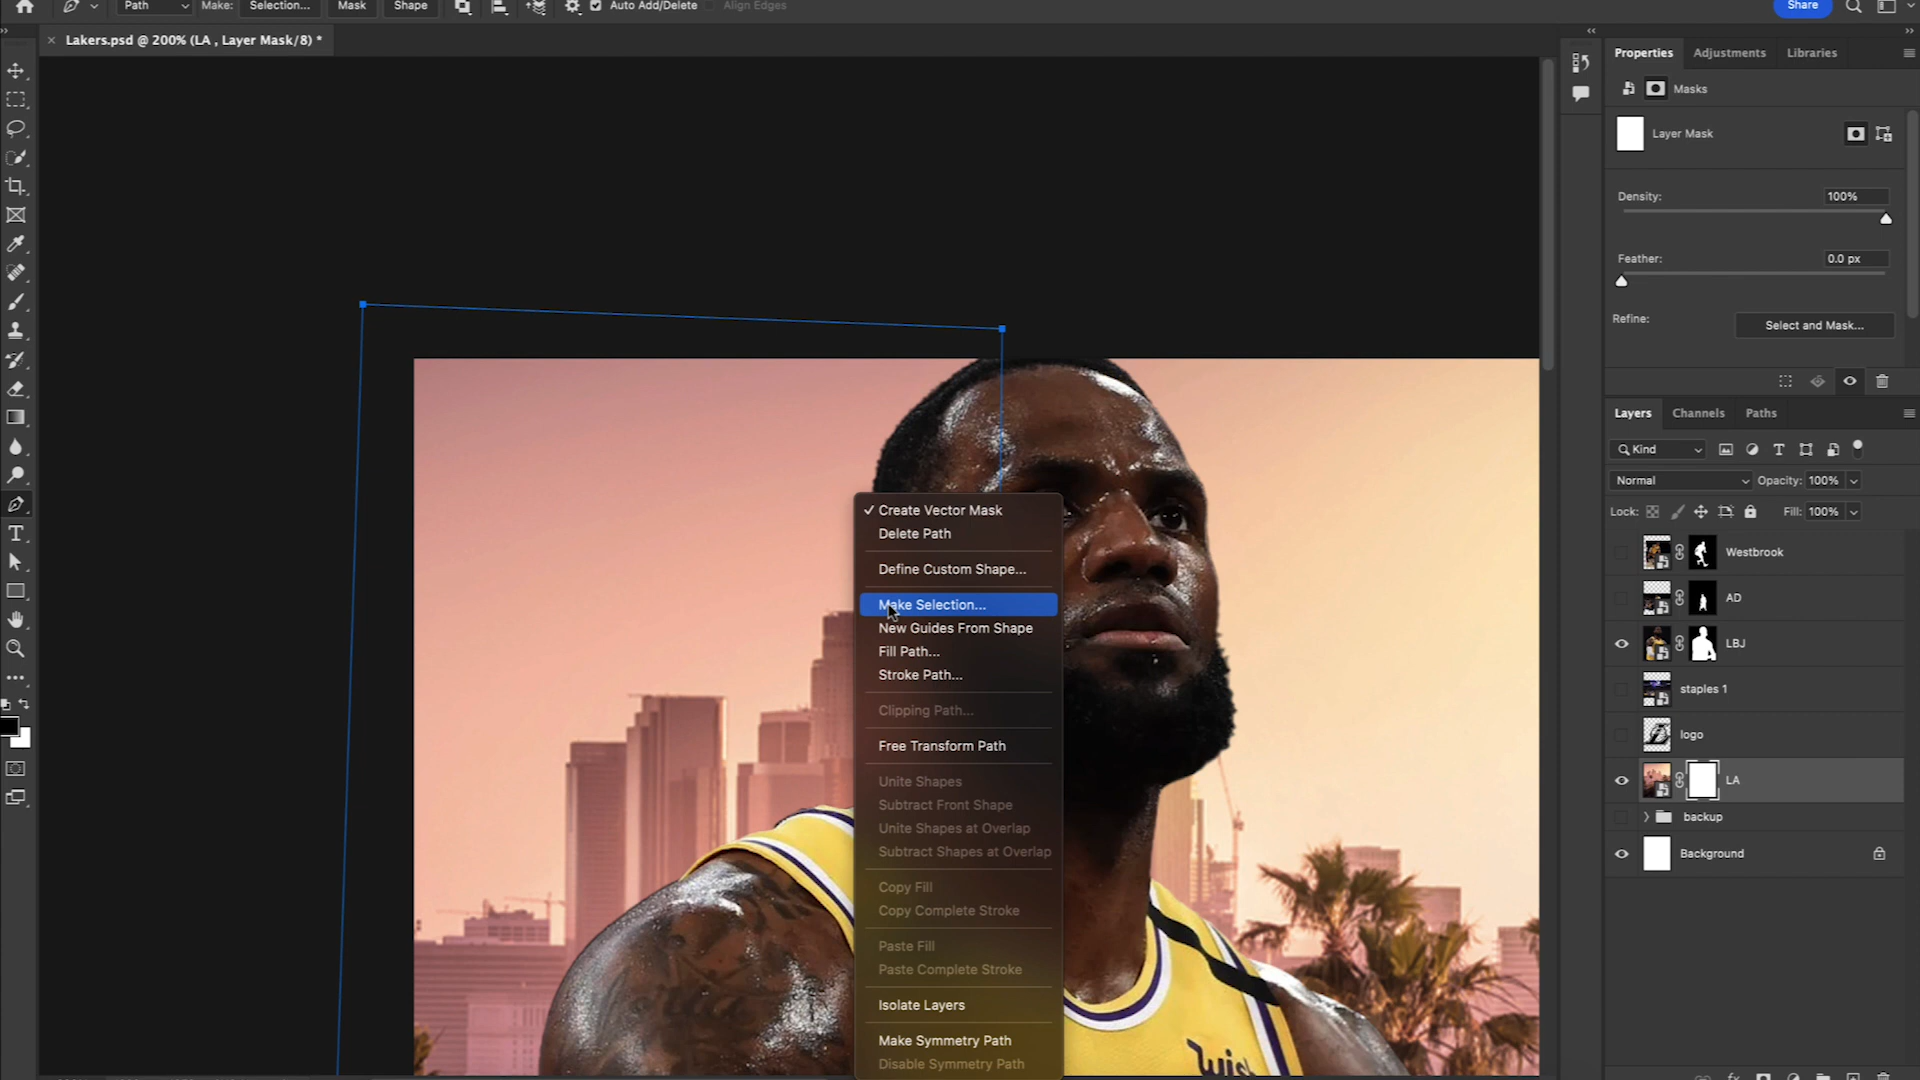 Path
Make:
Selection...
Mask
Shape
Auto Add/Delete
Align Edges
Share
Lakers.psd @ 200% (LA , Layer Mask/8) *
Properties
Adjustments
Libraries
Masks
Layer Mask
Density:
100%
Feather:
0.0 px
Refine:
Select and Mask...
Layers
Channels
Paths
Kind
Normal
Opacity:
100%
Lock:
Fill:
100%
Westbrook
AD
LBJ
staples 1
logo
LA
backup
Background
Create Vector Mask
Delete Path
Define Custom Shape...
Make Selection...
New Guides From Shape
Fill Path...
Stroke Path...
Clipping Path...
Free Transform Path
Unite Shapes
Subtract Front Shape
Unite Shapes at Overlap
Subtract Shapes at Overlap
Copy Fill
Copy Complete Stroke
Paste Fill
Paste Complete Stroke
Isolate Layers
Make Symmetry Path
Disable Symmetry Path
wish